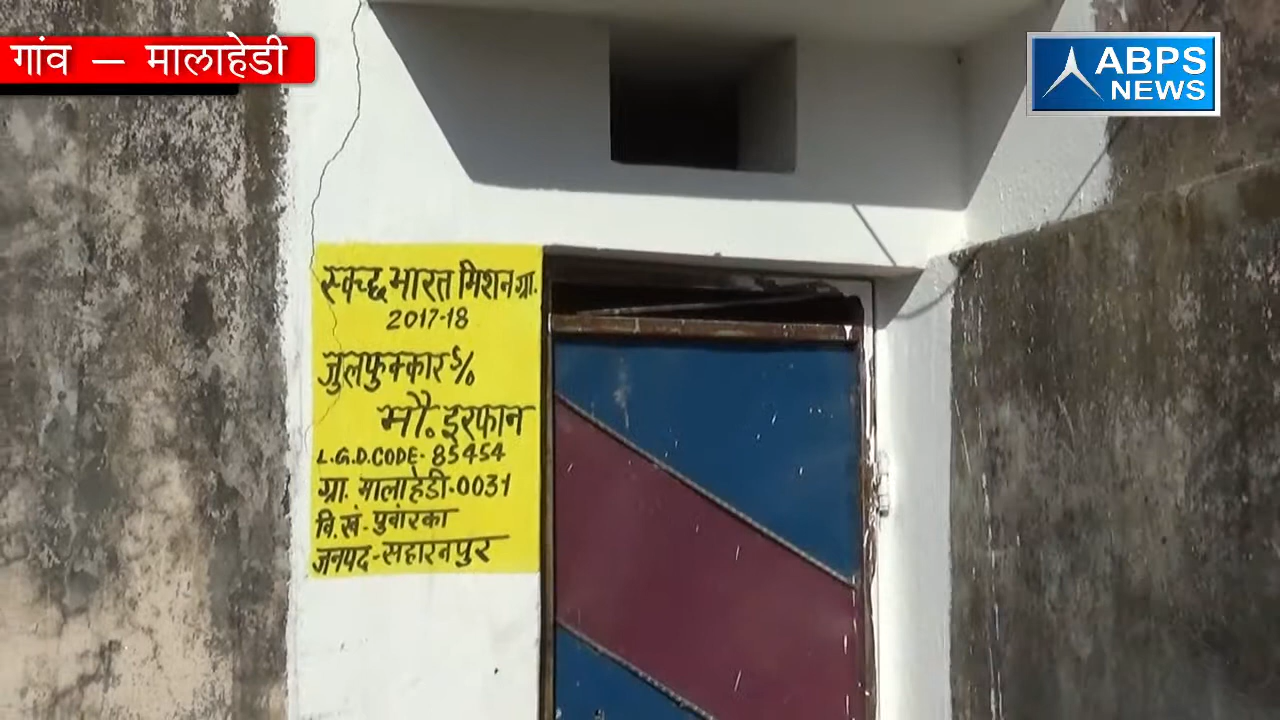 गांव – मालाहेडी
ABPS
NEWS
स्वच्छ भारत मिशन ग्रा.
2017-18
जुलफुक्कार S/o
मौ. इरफान
L.G.D.CODE- 85454
ग्रा. मालाहेडी-0031
वि.खं- पुवांरका
जनपद-सहारनपुर